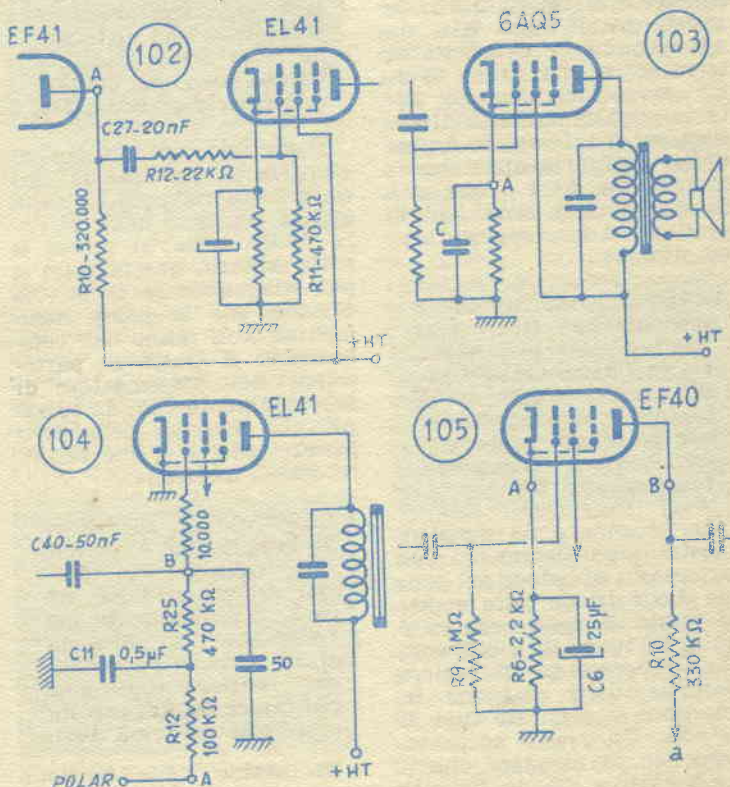 EF41
102
EL41
A
C27-20nF
R12-22KΩ
R10-320.000
R11-470KΩ
+HT
6AQ5
103
A
C
+HT
104
EL41
10.000
C40-50nF
B
R25
470 KΩ
C11
0,5µF
50
R12
100KΩ
POLAR
A
+HT
105
EF40
A
B
R9-1MΩ
R6-2,2 KΩ
25µF
C6
R10
330 KΩ
a